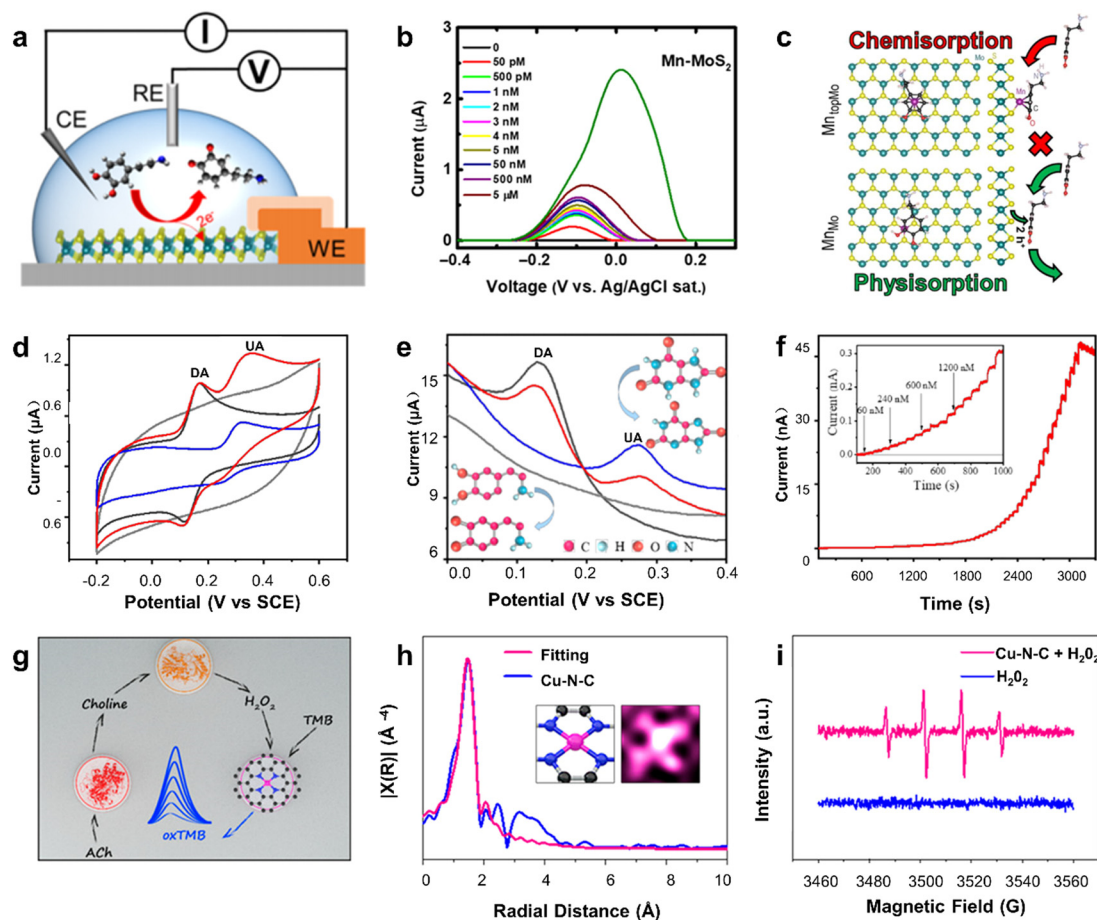 a
I
V
RE
CE
2e⁻
WE
b
Mn-MoS₂
0
50 pM
500 pM
1 nM
2 nM
3 nM
4 nM
5 nM
50 nM
500 nM
5 μM
3
2
1
0
Current (μA)
−0.4
−0.2
0.0
0.2
Voltage (V vs. Ag/AgCl sat.)
c
Chemisorption
Mo
S
Mn
N
C
O
Mn_topMo
Mn_Mo
2 h⁺
Physisorption
d
UA
DA
1.2
0.6
0.0
-
0.6
Current (μA)
-0.2
0.0
0.2
0.4
0.6
Potential (V vs SCE)
e
DA
UA
15
12
9
6
Current (μA)
C H O N
0.0
0.1
0.2
0.3
0.4
Potential (V vs SCE)
f
45
30
15
0
Current (nA)
0.3
0.2
0.1
0.0
Current (nA)
60 nM
240 nM
600 nM
1200 nM
200 400 600 800 1000
Time (s)
600
1200
1800
2400
3000
Time (s)
g
Choline
H₂O₂
TMB
oxTMB
ACh
h
Fitting
Cu-N-C
|X(R)| (Å⁻⁴)
0
2
4
6
8
10
Radial Distance (Å)
i
Cu-N-C + H₂O₂
H₂O₂
Intensity (a.u.)
3460
3480
3500
3520
3540
3560
Magnetic Field (G)